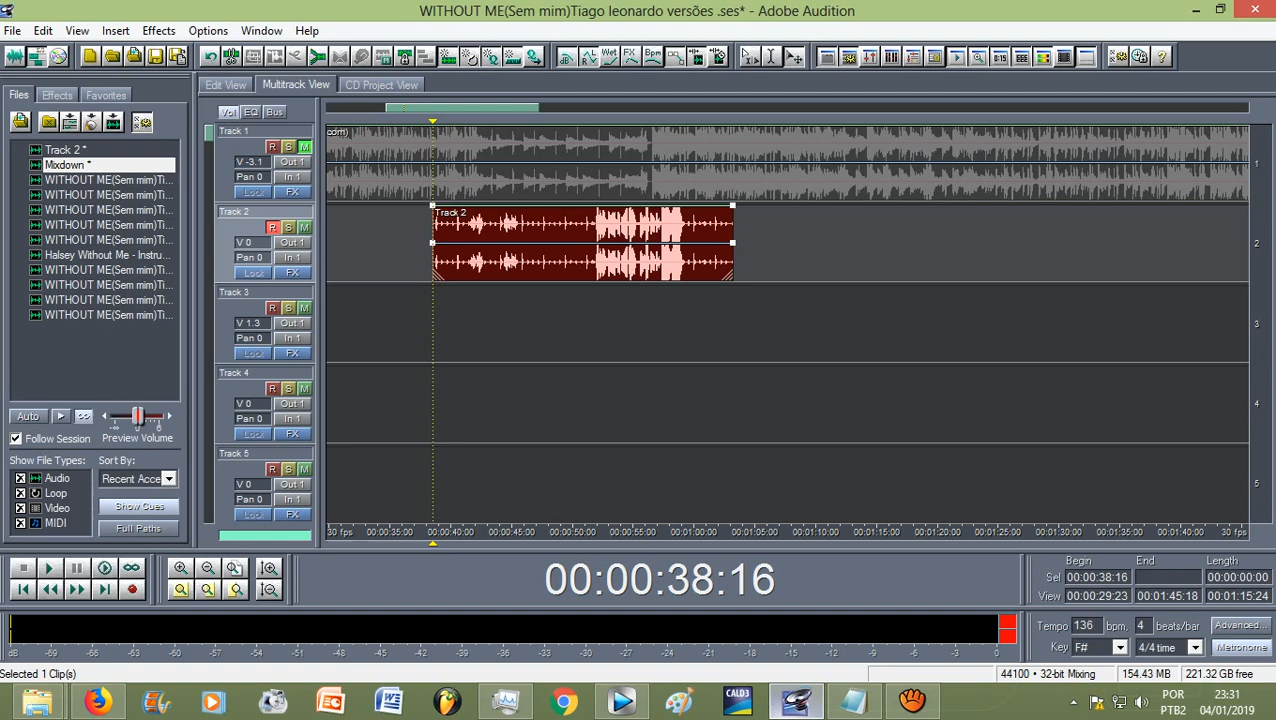 WITHOUT ME(Sem mim)Tiago leonardo versões .ses* - Adobe Audition
File Edit View Insert Effects Options Window Help
Edit View Multitrack View CD Project View
Files Effects Favorites
Vol EQ Bus
Track 2 *
Mixdown *
WITHOUT ME(Sem mim)Ti...
WITHOUT ME(Sem mim)Ti...
WITHOUT ME(Sem mim)Ti...
WITHOUT ME(Sem mim)Ti...
WITHOUT ME(Sem mim)Ti...
Halsey Without Me - Instru...
WITHOUT ME(Sem mim)Ti...
WITHOUT ME(Sem mim)Ti...
WITHOUT ME(Sem mim)Ti...
WITHOUT ME(Sem mim)Ti...
Auto
Follow Session Preview Volume
Show File Types: Sort By:
Audio
Loop
Video
MIDI
Recent Acce
Show Cues
Full Paths
Track 1
R S M
V -3.1 Out 1
Pan 0 In 1
Lock FX
1
Track 2
R S M
V 0 Out 1
Pan 0 In 1
Lock FX
Track 2
2
Track 3
R S M
V 1.3 Out 1
Pan 0 In 1
Lock FX
3
Track 4
R S M
V 0 Out 1
Pan 0 In 1
Lock FX
4
Track 5
R S M
V 0 Out 1
Pan 0 In 1
Lock FX
5
30 fps 00:00:35:00 00:00:40:00 00:00:45:00 00:00:50:00 00:00:55:00 00:01:00:00 00:01:05:00 00:01:10:00 00:01:15:00 00:01:20:00 00:01:25:00 00:01:30:00 00:01:35:00 00:01:40:00 30 fps
00:00:38:16
Begin End Length
Sel 00:00:38:16 00:00:00:00
View 00:00:29:23 00:01:45:18 00:01:15:24
dB -69 -66 -63 -60 -57 -54 -51 -48 -45 -42 -39 -36 -33 -30 -27 -24 -21 -18 -15 -12 -9 -6 -3 0
Tempo 136 bpm, 4 beats/bar Advanced...
Key F# 4/4 time Metronome
Selected 1 Clip(s)
44100 • 32-bit Mixing 154.43 MB 221.32 GB free
CALD3
POR
PTB2
23:31
04/01/2019